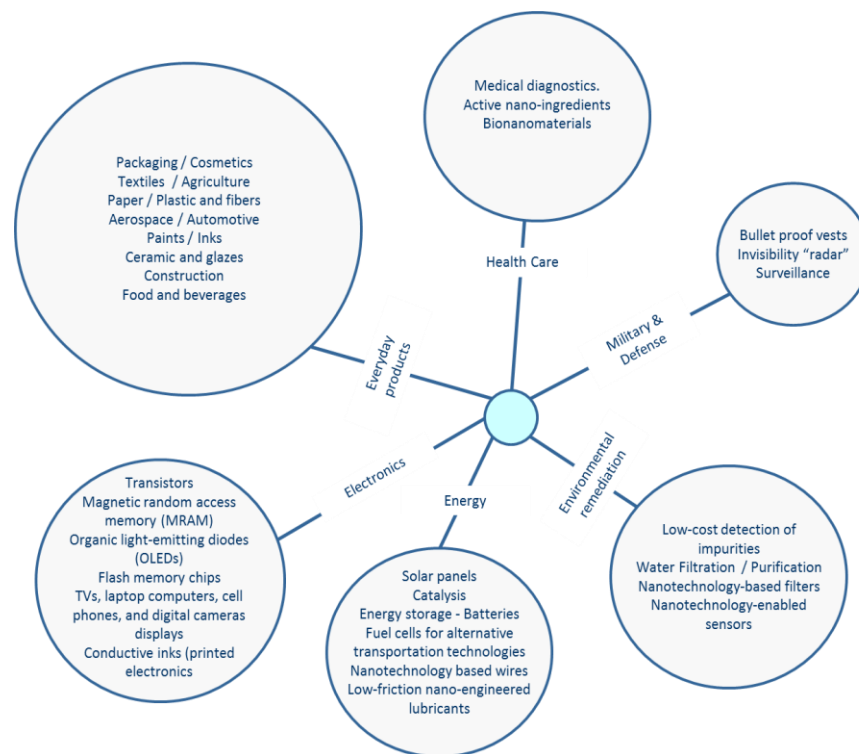 Medical diagnostics.
Active nano-ingredients
Bionanomaterials
Health Care
Packaging / Cosmetics
Textiles / Agriculture
Paper / Plastic and fibers
Aerospace / Automotive
Paints / Inks
Ceramic and glazes
Construction
Food and beverages
Everyday
products
Bullet proof vests
Invisibility “radar”
Surveillance
Military &
Defense
Transistors
Magnetic random access
memory (MRAM)
Organic light-emitting diodes
(OLEDs)
Flash memory chips
TVs, laptop computers, cell
phones, and digital cameras
displays
Conductive inks (printed
electronics
Electronics
Energy
Solar panels
Catalysis
Energy storage - Batteries
Fuel cells for alternative
transportation technologies
Nanotechnology based wires
Low-friction nano-engineered
lubricants
Environmental
remediation
Low-cost detection of
impurities
Water Filtration / Purification
Nanotechnology-based filters
Nanotechnology-enabled
sensors